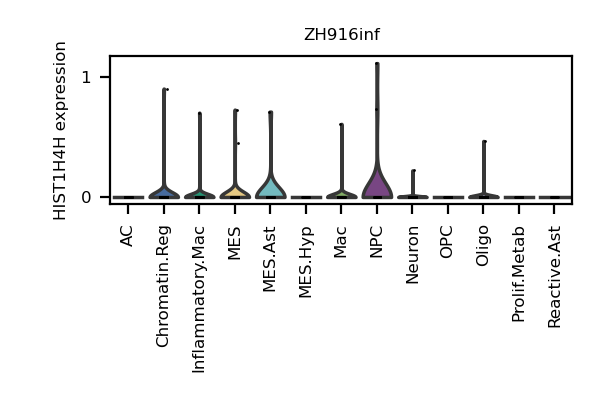 ZH916inf
HIST1H4H expression
1
0
AC
Chromatin.Reg
Inflammatory.Mac
MES
MES.Ast
MES.Hyp
Mac
NPC
Neuron
OPC
Oligo
Prolif.Metab
Reactive.Ast